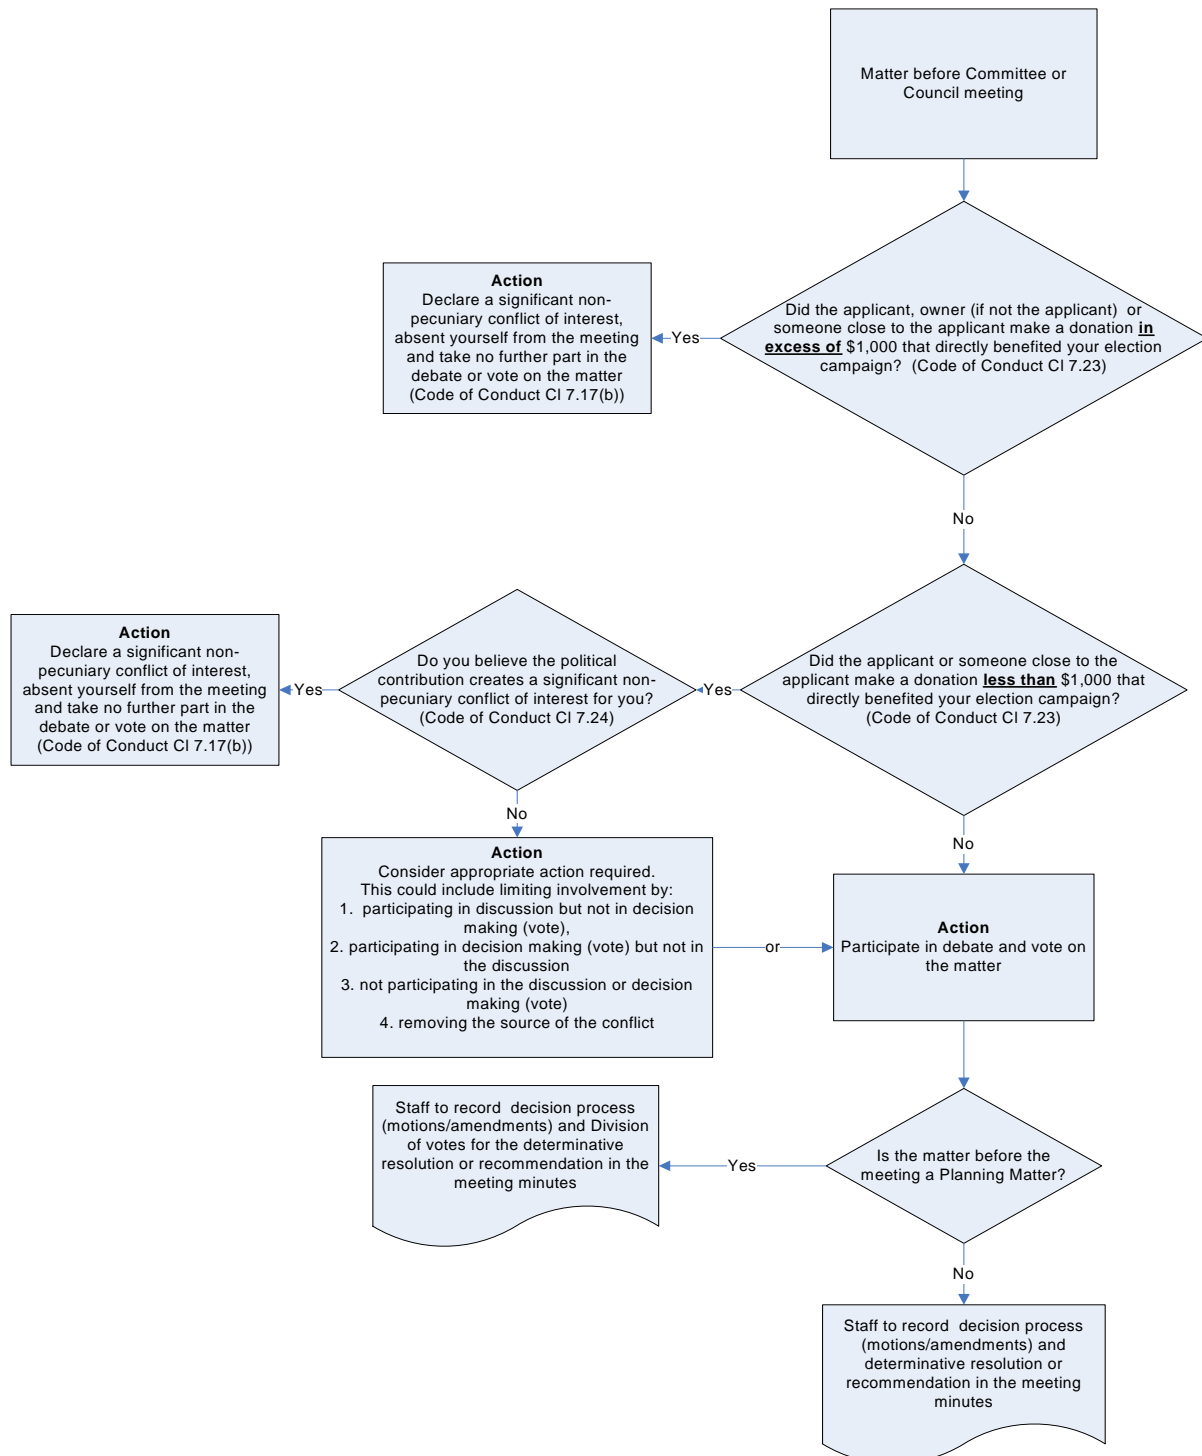 Matter before Committee or
Council meeting
Did the applicant, owner (if not the applicant)  or
someone close to the applicant make a donation in
excess of $1,000 that directly benefited your election
campaign?  (Code of Conduct Cl 7.23)
Yes
Action
Declare a significant non-
pecuniary conflict of interest,
absent yourself from the meeting
and take no further part in the
debate or vote on the matter
(Code of Conduct Cl 7.17(b))
No
Did the applicant or someone close to the
applicant make a donation less than $1,000 that
directly benefited your election campaign?
(Code of Conduct Cl 7.23)
Yes
Do you believe the political
contribution creates a significant non-
pecuniary conflict of interest for you?
(Code of Conduct Cl 7.24)
Yes
Action
Declare a significant non-
pecuniary conflict of interest,
absent yourself from the meeting
and take no further part in the
debate or vote on the matter
(Code of Conduct Cl 7.17(b))
No
Action
Consider appropriate action required.
This could include limiting involvement by:
1.  participating in discussion but not in decision
making (vote),
2. participating in decision making (vote) but not in
the discussion
3. not participating in the discussion or decision
making (vote)
4. removing the source of the conflict
or
No
Action
Participate in debate and vote on
the matter
Is the matter before the
meeting a Planning Matter?
Yes
Staff to record  decision process
(motions/amendments) and Division
of votes for the determinative
resolution or recommendation in the
meeting minutes
No
Staff to record  decision process
(motions/amendments) and
determinative resolution or
recommendation in the meeting
minutes